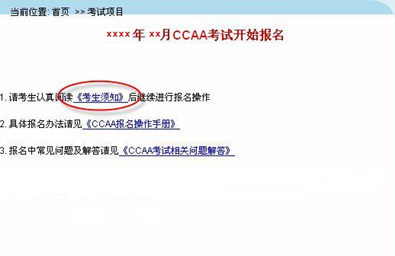 当前位置: 首页 >> 考试项目
×××× 年 ××月CCAA考试开始报名
1. 请考生认真阅读《考生须知》后继续进行报名操作
2. 具体报名办法请见《CCAA报名操作手册》
3. 报名中常见问题及解答请见《CCAA考试相关问题解答》